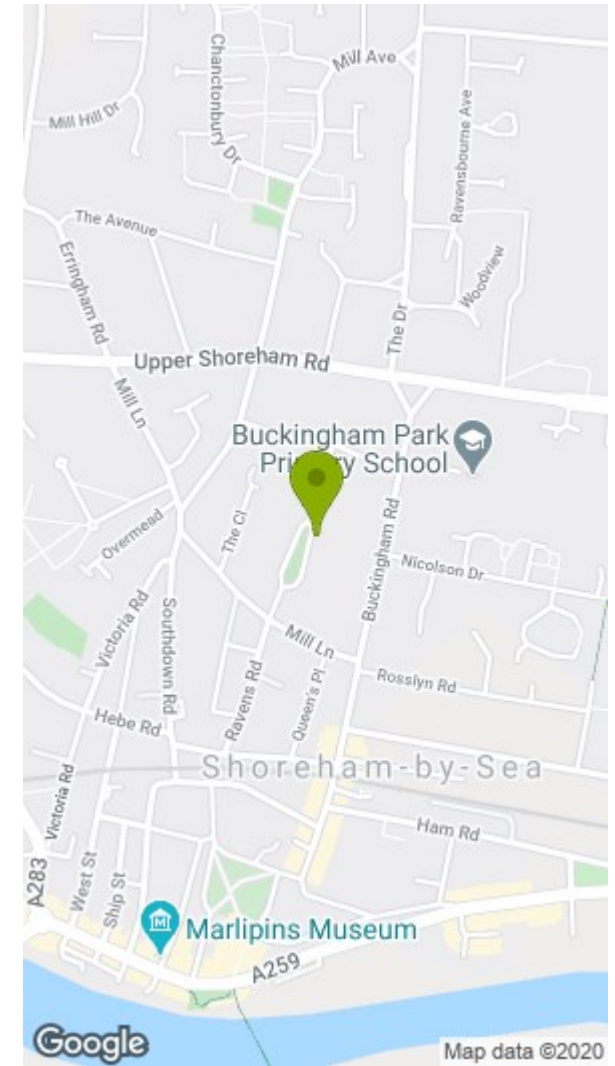 Mill Ave
Chanctonbury Dr
Mill Hill Dr
Ravensbourne Ave
The Avenue
Erringham Rd
Woodview
The Dr
Upper Shoreham Rd
Mill Ln
Buckingham Park
Pri ry School
Overmead
The Cl
Buckingham Rd
Nicolson Dr
Victoria Rd
Southdown Rd
Mill Ln
Ravens Rd
Queen's Pl
Rosslyn Rd
Hebe Rd
Shoreham-by-Sea
Victoria Rd
Ham Rd
A283
West St
Ship St
Marlipins Museum
A259
Google
Map data ©2020